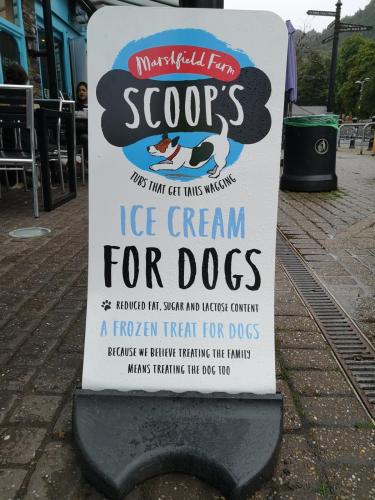 Marshfield Farm
SCOOP'S
TUBS THAT GET TAILS WAGGING
ICE CREAM
FOR DOGS
REDUCED FAT, SUGAR AND LACTOSE CONTENT
A FROZEN TREAT FOR DOGS
BECAUSE WE BELIEVE TREATING THE FAMILY
MEANS TREATING THE DOG TOO